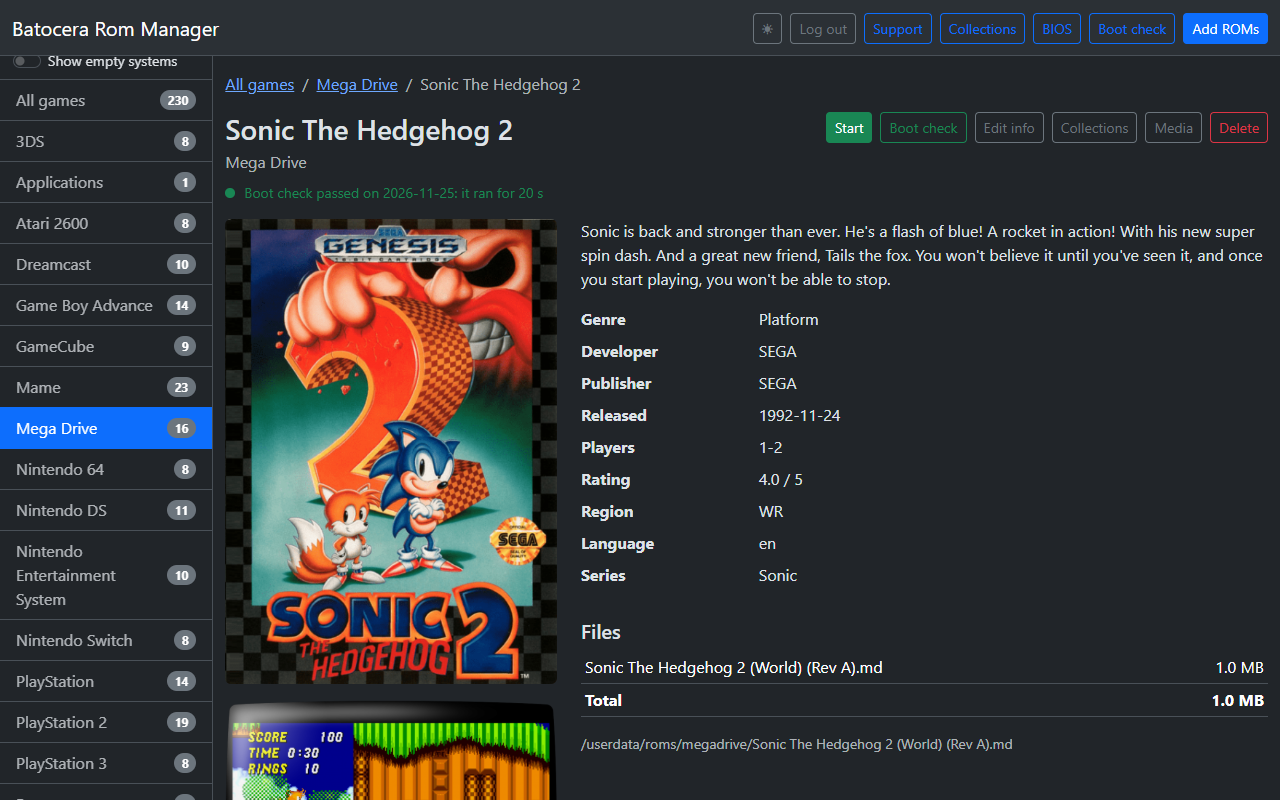 Batocera Rom Manager
Log out
Support
Collections
BIOS
Boot check
Add ROMs
Show empty systems
All games 230
3DS 8
Applications 1
Atari 2600 8
Dreamcast 10
Game Boy Advance 14
GameCube 9
Mame 23
Mega Drive 16
Nintendo 64 8
Nintendo DS 11
Nintendo
Entertainment
System 10
Nintendo Switch 8
PlayStation 14
PlayStation 2 19
PlayStation 3 8
All games / Mega Drive / Sonic The Hedgehog 2
Sonic The Hedgehog 2
Start
Boot check
Edit info
Collections
Media
Delete
Mega Drive
Boot check passed on 2026-11-25: it ran for 20 s
SEGA
GENESIS
16-BIT CARTRIDGE
2
SEGA
SONIC
THE
HEDGEHOG
2
TM
SCORE 100
TIME 0:30
RINGS 10
Sonic is back and stronger than ever. He's a flash of blue! A rocket in action! With his new super
spin dash. And a great new friend, Tails the fox. You won't believe it until you've seen it, and once
you start playing, you won't be able to stop.
Genre Platform
Developer SEGA
Publisher SEGA
Released 1992-11-24
Players 1-2
Rating 4.0 / 5
Region WR
Language en
Series Sonic
Files
Sonic The Hedgehog 2 (World) (Rev A).md 1.0 MB
Total 1.0 MB
/userdata/roms/megadrive/Sonic The Hedgehog 2 (World) (Rev A).md